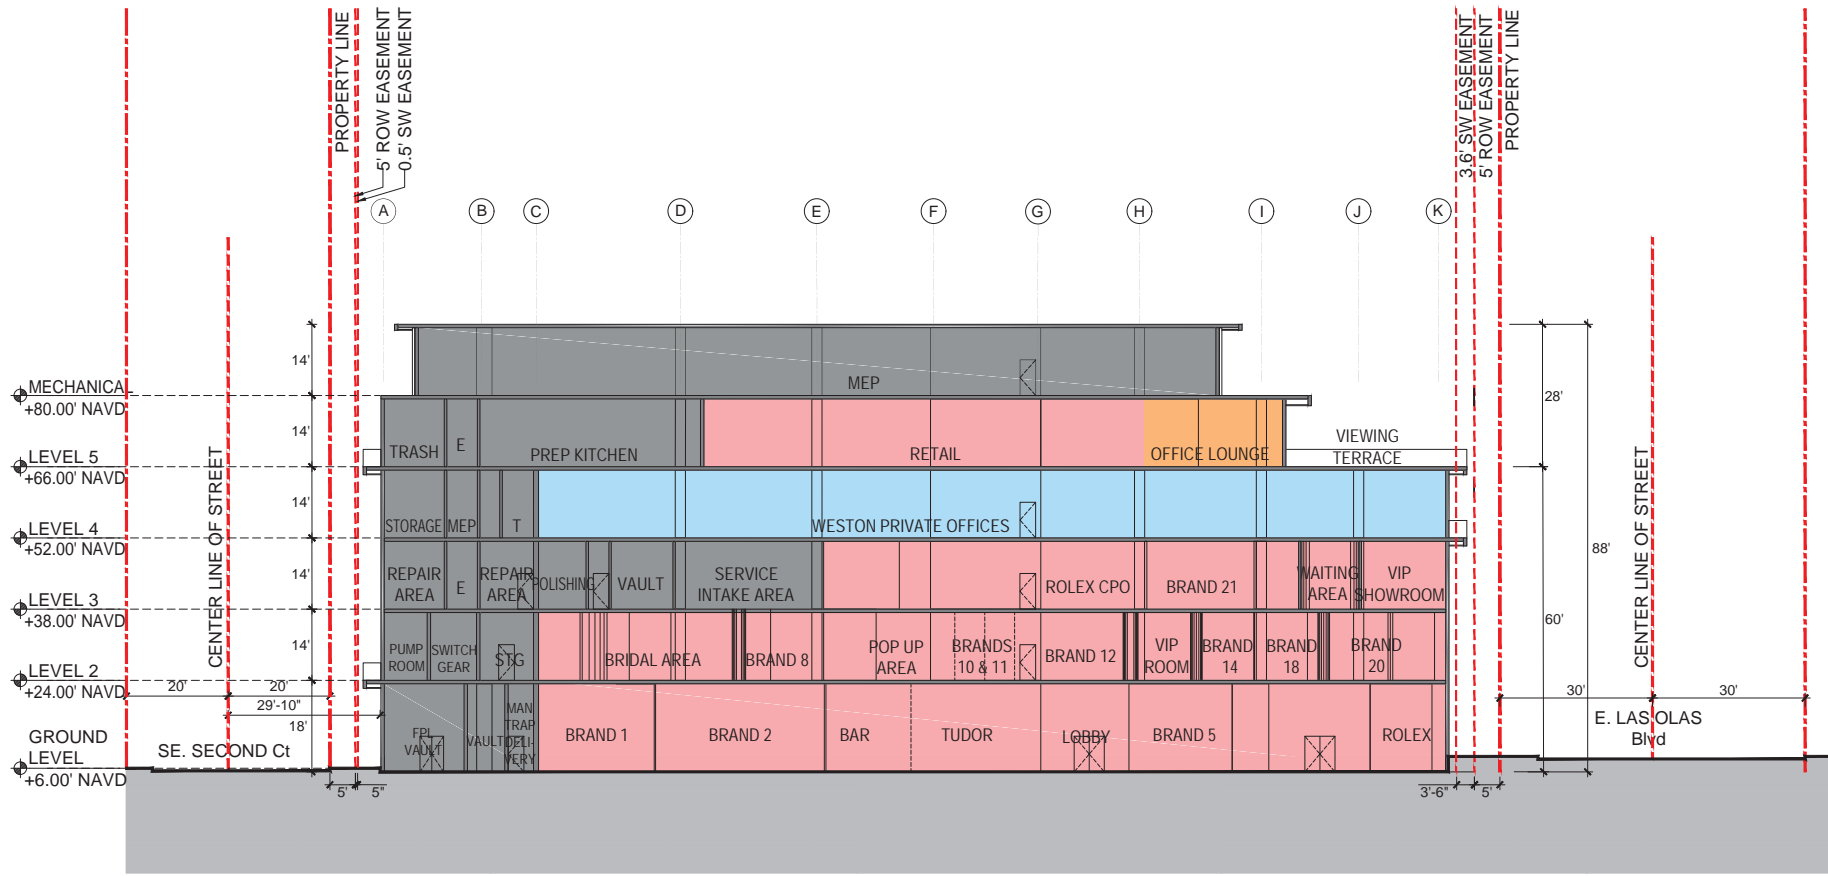 PROPERTY LINE
5' ROW EASEMENT
0.5' SW EASEMENT
3.6' SW EASEMENT
5' ROW EASEMENT
PROPERTY LINE
A
B
C
D
E
F
G
H
I
J
K
14'
MEP
MECHANICAL
+80.00' NAVD
28'
14'
TRASH
E
PREP KITCHEN
RETAIL
OFFICE LOUNGE
VIEWING
TERRACE
LEVEL 5
+66.00' NAVD
CENTER LINE OF STREET
14'
STORAGE
MEP
T
WESTON PRIVATE OFFICES
LEVEL 4
+52.00' NAVD
88'
14'
REPAIR
AREA
E
REPAIR
AREA
POLISHING
VAULT
SERVICE
INTAKE AREA
ROLEX CPO
BRAND 21
WAITING
AREA
VIP
SHOWROOM
CENTER LINE OF STREET
LEVEL 3
+38.00' NAVD
60'
14'
PUMP
ROOM
SWITCH
GEAR
STG
BRIDAL AREA
BRAND 8
POP UP
AREA
BRANDS
10 & 11
BRAND 12
VIP
ROOM
BRAND
14
BRAND
18
BRAND
20
LEVEL 2
+24.00' NAVD
20'
20'
29'-10"
18'
30'
30'
FPL
VAULT
VAULT
MAN
TRAP
DELI-
VERY
BRAND 1
BRAND 2
BAR
TUDOR
LOBBY
BRAND 5
ROLEX
E. LAS OLAS
Blvd
SE. SECOND Ct
GROUND
LEVEL
+6.00' NAVD
5'
5"
3'-6"
5'